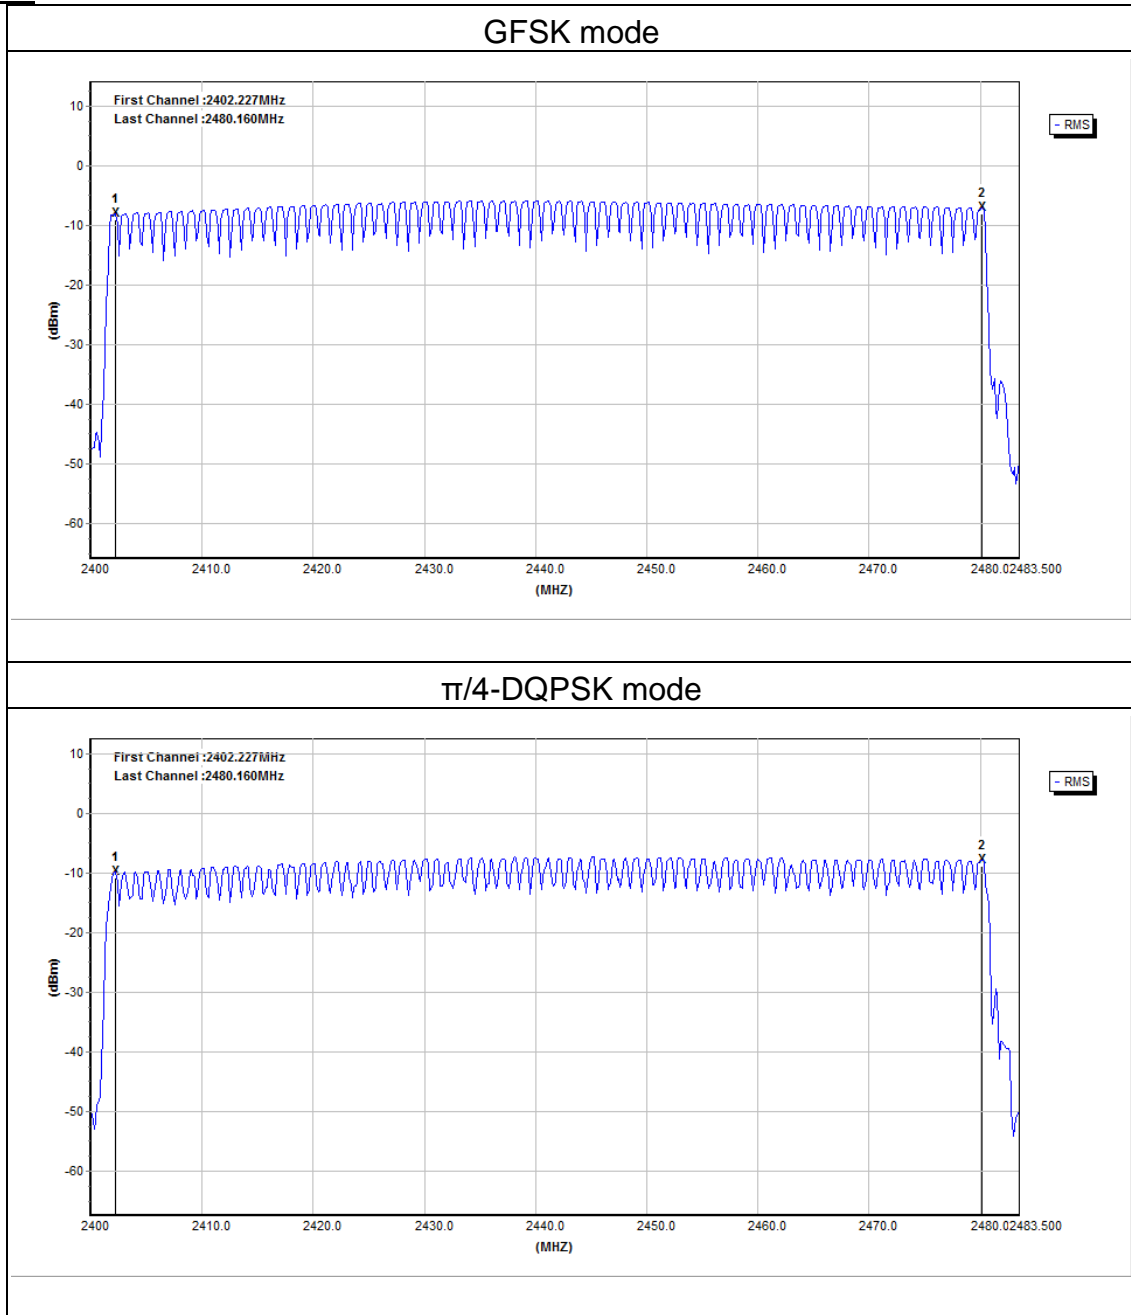 GFSK mode
First Channel :2402.227MHz
Last Channel :2480.160MHz
- RMS
10
0
-10
-20
-30
-40
-50
-60
(dBm)
1
X
2
X
2400 2410.0 2420.0 2430.0 2440.0 2450.0 2460.0 2470.0 2480.02483.500
(MHZ)
π/4-DQPSK mode
First Channel :2402.227MHz
Last Channel :2480.160MHz
- RMS
10
0
-10
-20
-30
-40
-50
-60
(dBm)
1
X
2
X
2400 2410.0 2420.0 2430.0 2440.0 2450.0 2460.0 2470.0 2480.02483.500
(MHZ)